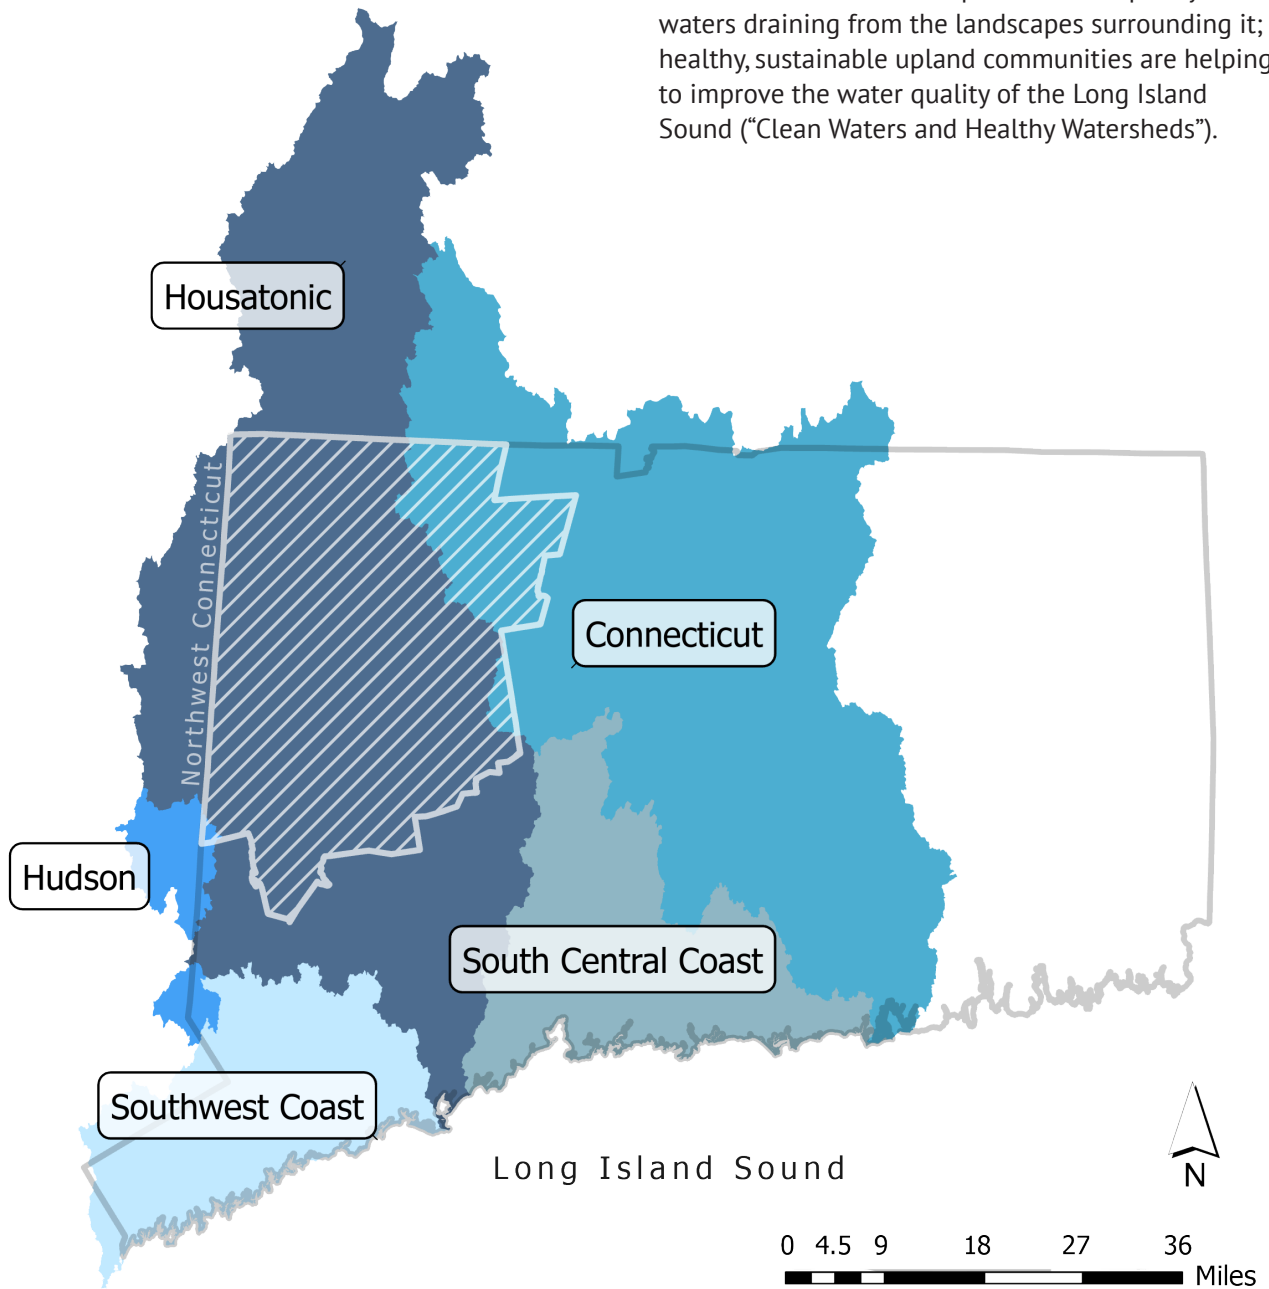 waters draining from the landscapes surrounding it;
healthy, sustainable upland communities are helping
to improve the water quality of the Long Island
Sound (“Clean Waters and Healthy Watersheds”).
Housatonic
Northwest Connecticut
Connecticut
Hudson
South Central Coast
Southwest Coast
Long Island Sound
N
0 4.5 9 18 27 36
Miles